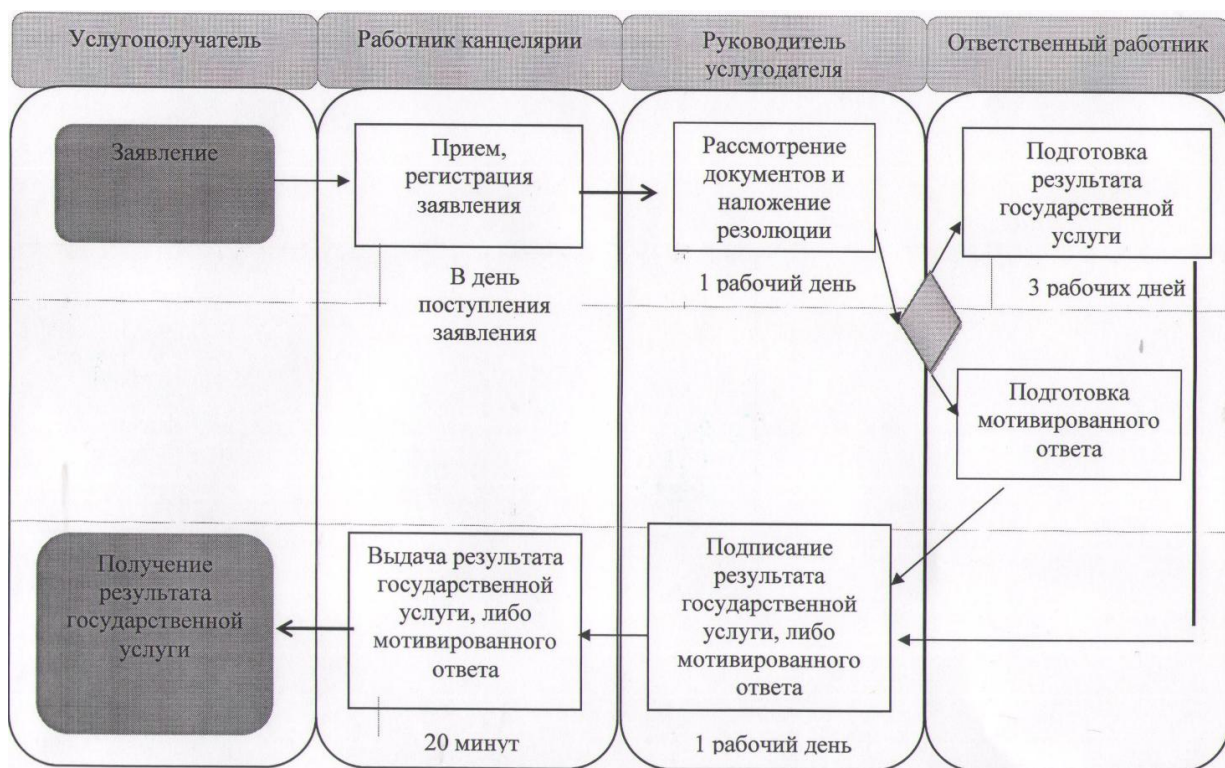 Услугополучатель
Работник канцелярии
Руководитель
услугодателя
Ответственный работник
Заявление
Прием,
регистрация
заявления
В день
поступления
заявления
Рассмотрение
документов и
наложение
резолюции
1 рабочий день
Подготовка
результата
государственной
услуги
3 рабочих дней
Подготовка
мотивированного
ответа
Получение
результата
государственной
услуги
Выдача результата
государственной
услуги, либо
мотивированного
ответа
20 минут
Подписание
результата
государственной
услуги, либо
мотивированного
ответа
1 рабочий день